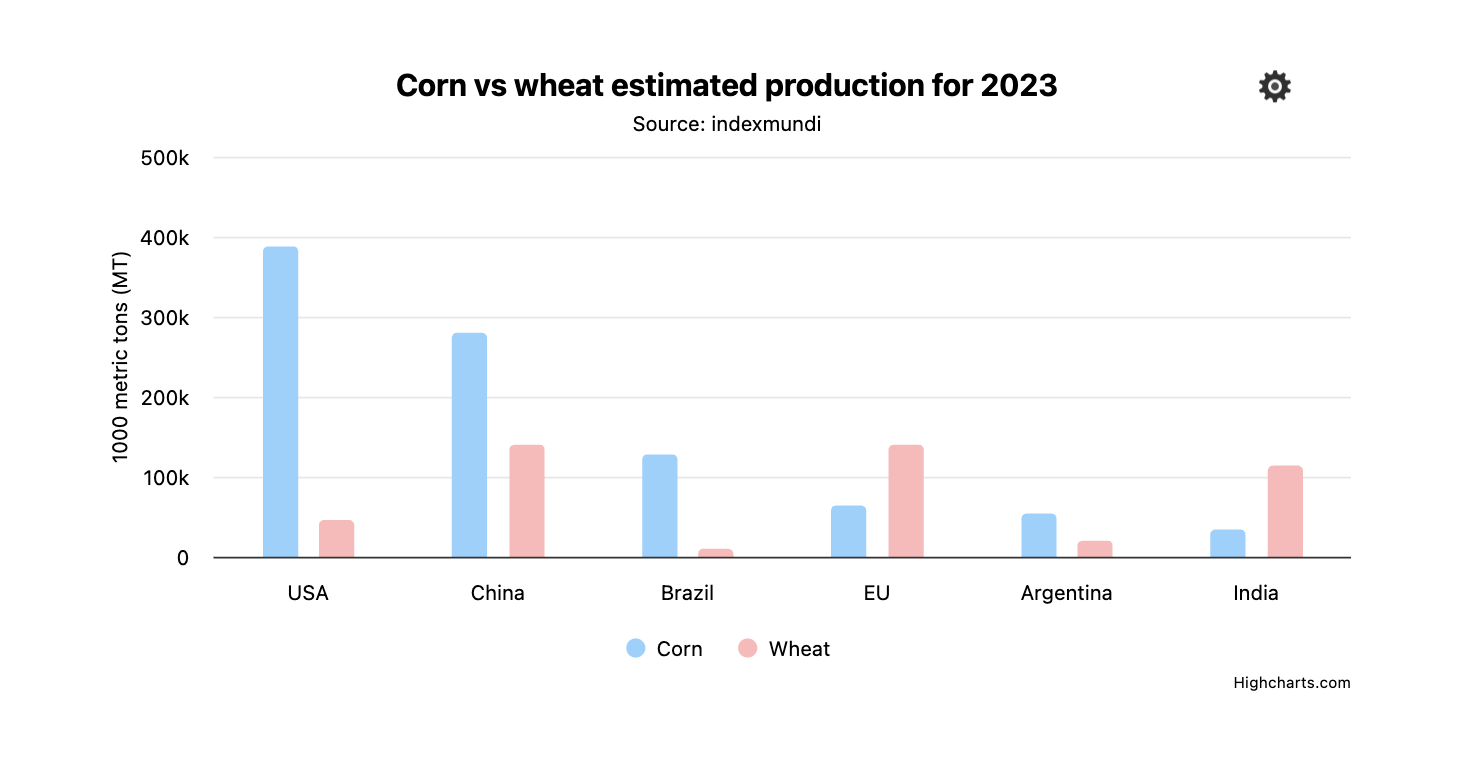 Corn vs wheat estimated production for 2023
Source: indexmundi
1000 metric tons (MT)
500k
400k
300k
200k
100k
0
USA China Brazil EU Argentina India
Corn Wheat
Highcharts.com